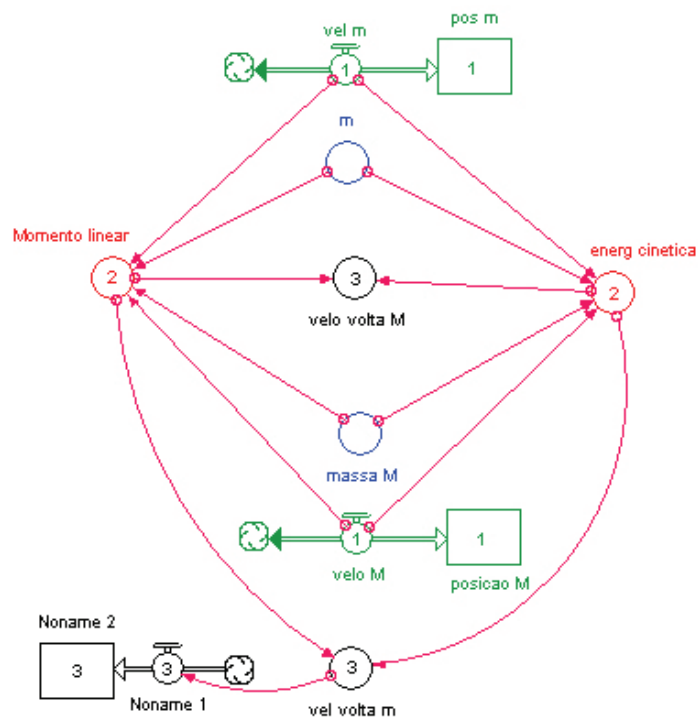 vel m
pos m
1
1
m
Momento linear
energ cinetica
2
3
2
velo volta M
massa M
1
1
velo M
posicao M
Noname 2
3
3
3
Noname 1
vel volta m